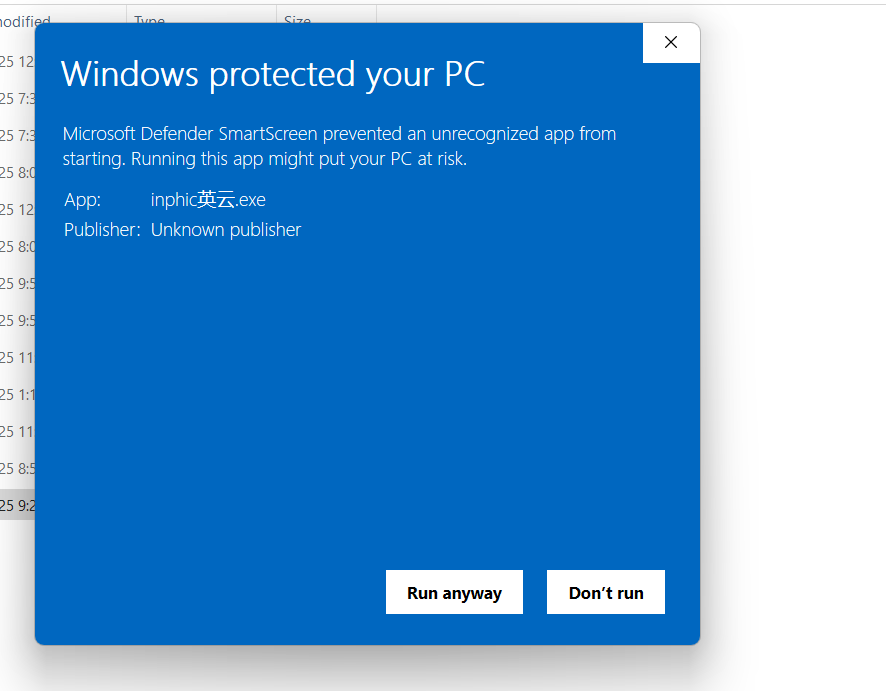 modified Type Size
Windows protected your PC
Microsoft Defender SmartScreen prevented an unrecognized app from
starting. Running this app might put your PC at risk.
App: inphic英云.exe
Publisher: Unknown publisher
25 12
25 7:3
25 7:3
25 8:0
25 12
25 8:0
25 9:5
25 9:5
25 11
25 1:1
25 11
25 8:5
25 9:2
Run anyway Don’t run